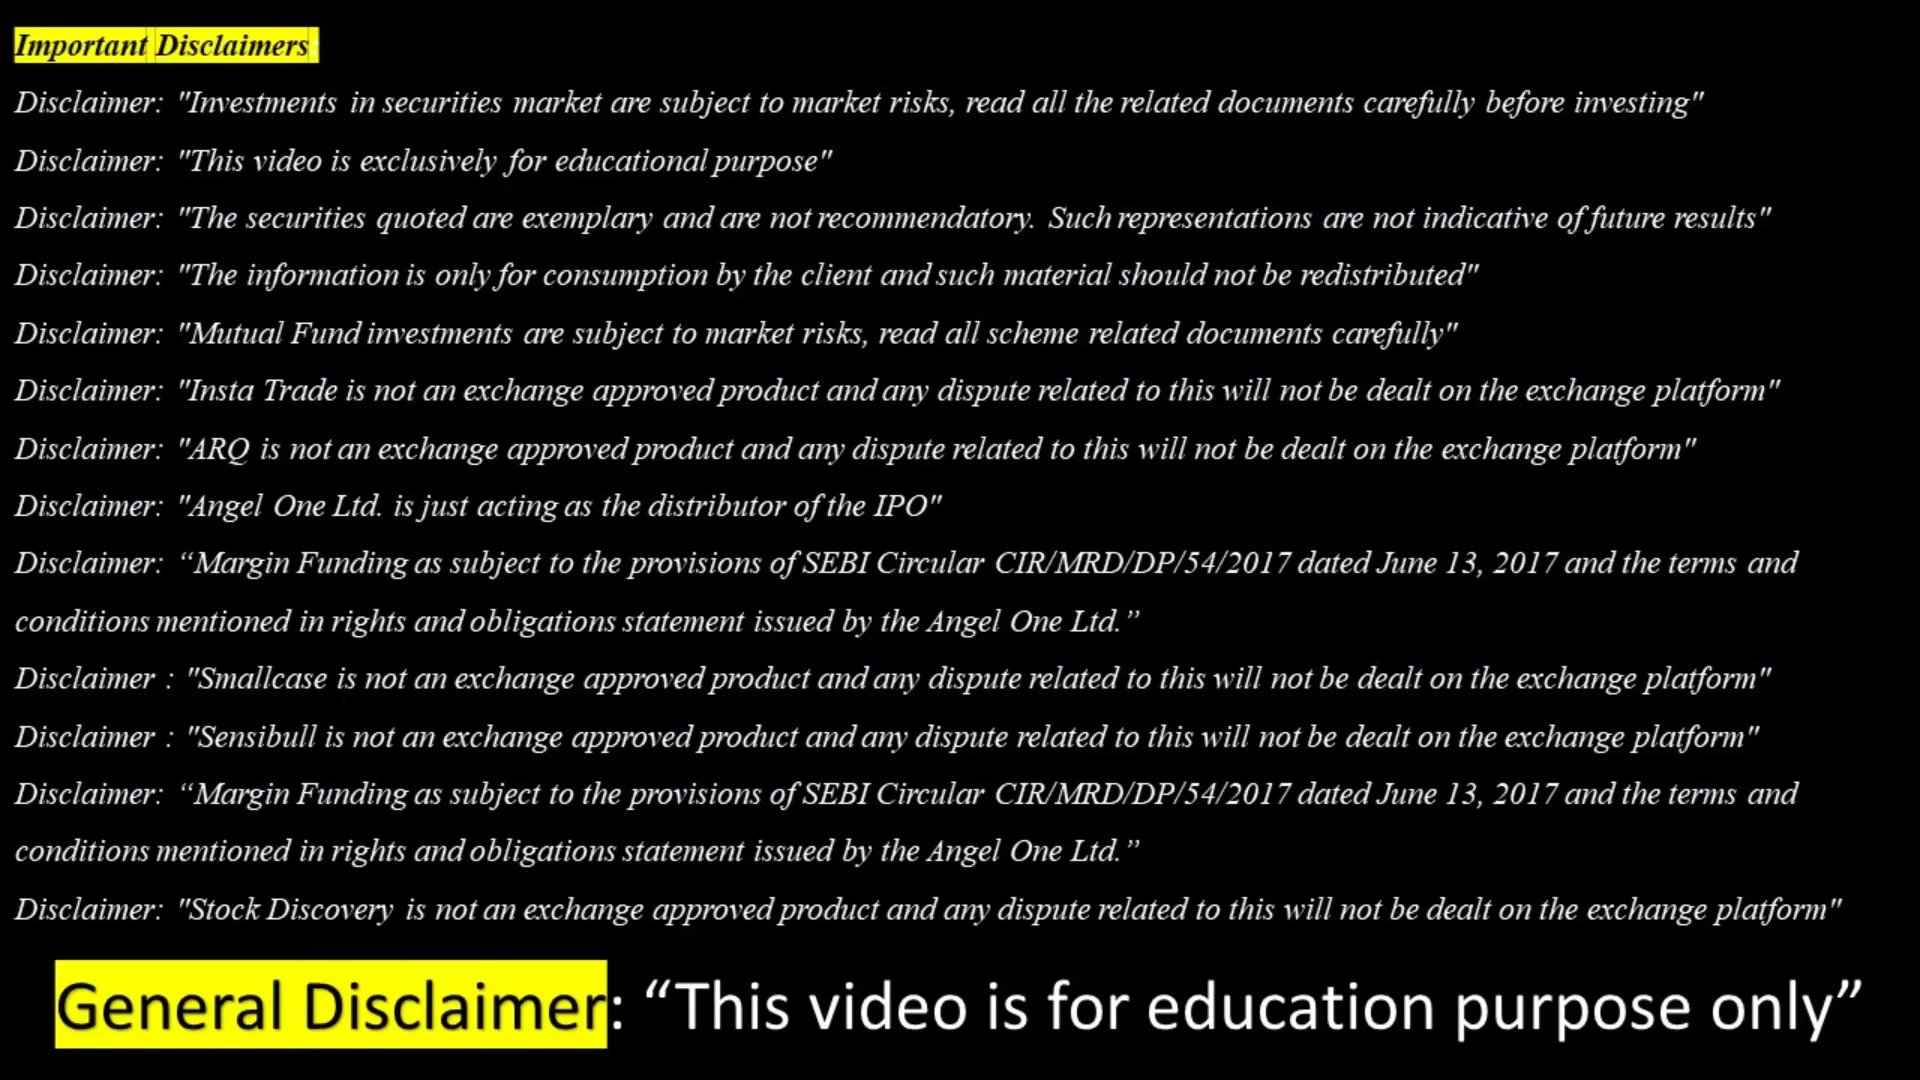 Important Disclaimers:
Disclaimer: "Investments in securities market are subject to market risks, read all the related documents carefully before investing"
Disclaimer: "This video is exclusively for educational purpose"
Disclaimer: "The securities quoted are exemplary and are not recommendatory. Such representations are not indicative of future results"
Disclaimer: "The information is only for consumption by the client and such material should not be redistributed"
Disclaimer: "Mutual Fund investments are subject to market risks, read all scheme related documents carefully"
Disclaimer: "Insta Trade is not an exchange approved product and any dispute related to this will not be dealt on the exchange platform"
Disclaimer: "ARQ is not an exchange approved product and any dispute related to this will not be dealt on the exchange platform"
Disclaimer: "Angel One Ltd. is just acting as the distributor of the IPO"
Disclaimer: “Margin Funding as subject to the provisions of SEBI Circular CIR/MRD/DP/54/2017 dated June 13, 2017 and the terms and
conditions mentioned in rights and obligations statement issued by the Angel One Ltd.”
Disclaimer : "Smallcase is not an exchange approved product and any dispute related to this will not be dealt on the exchange platform"
Disclaimer : "Sensibull is not an exchange approved product and any dispute related to this will not be dealt on the exchange platform"
Disclaimer: “Margin Funding as subject to the provisions of SEBI Circular CIR/MRD/DP/54/2017 dated June 13, 2017 and the terms and
conditions mentioned in rights and obligations statement issued by the Angel One Ltd.”
Disclaimer: "Stock Discovery is not an exchange approved product and any dispute related to this will not be dealt on the exchange platform"
General Disclaimer: “This video is for education purpose only”